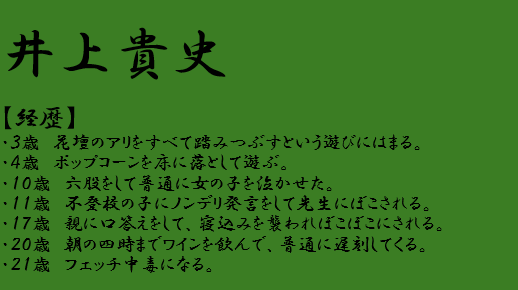 井上貴史
【経歴】
・3歳　花壇のアリをすべて踏みつぶすという遊びにはまる。
・4歳　ポップコーンを床に落として遊ぶ。
・10歳　六股をして普通に女の子を泣かせた。
・11歳　不登校の子にノンデリ発言をして先生にぼこされる。
・17歳　親に口答えをして、寝込みを襲われぼこぼこにされる。
・20歳　朝の四時までワインを飲んで、普通に遅刻してくる。
・21歳　フェッチ中毒になる。